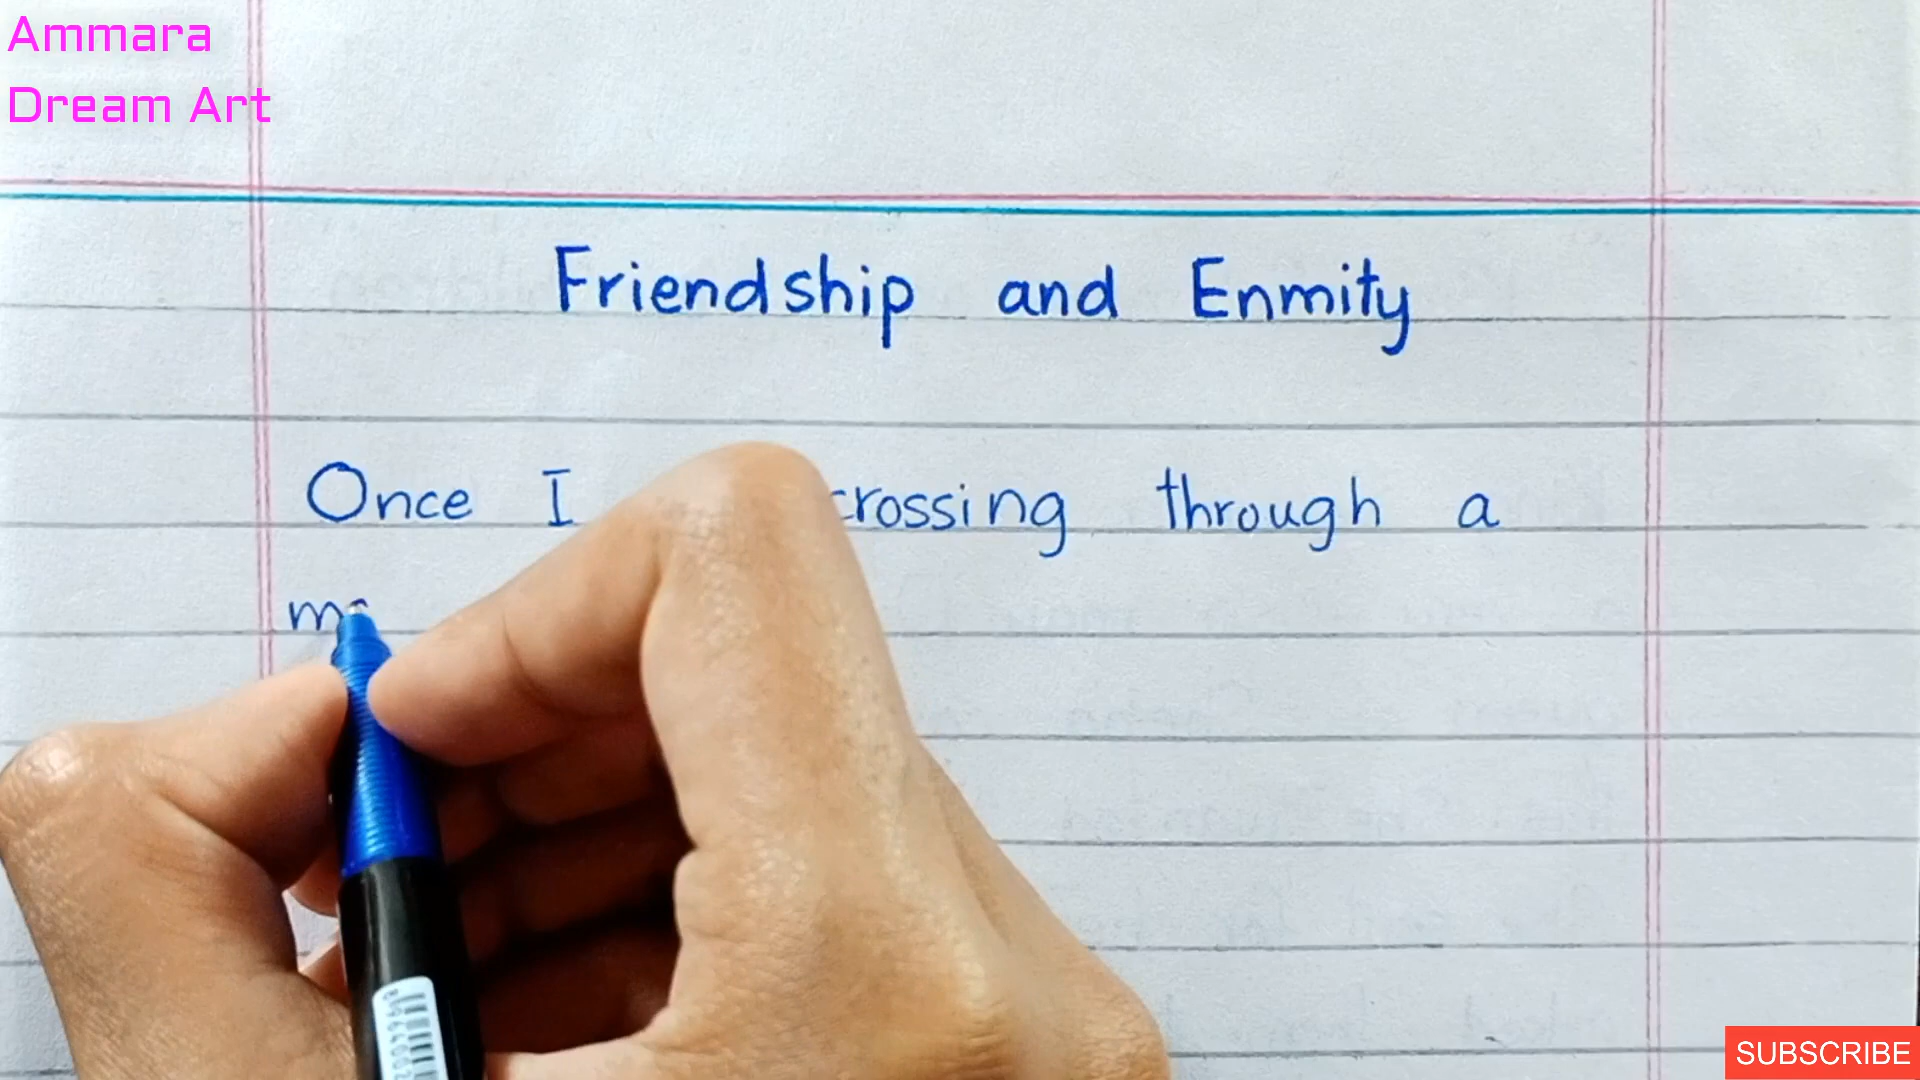 Ammara
Dream Art
Friendship and Enmity
Once I crossing through a
SUBSCRIBE